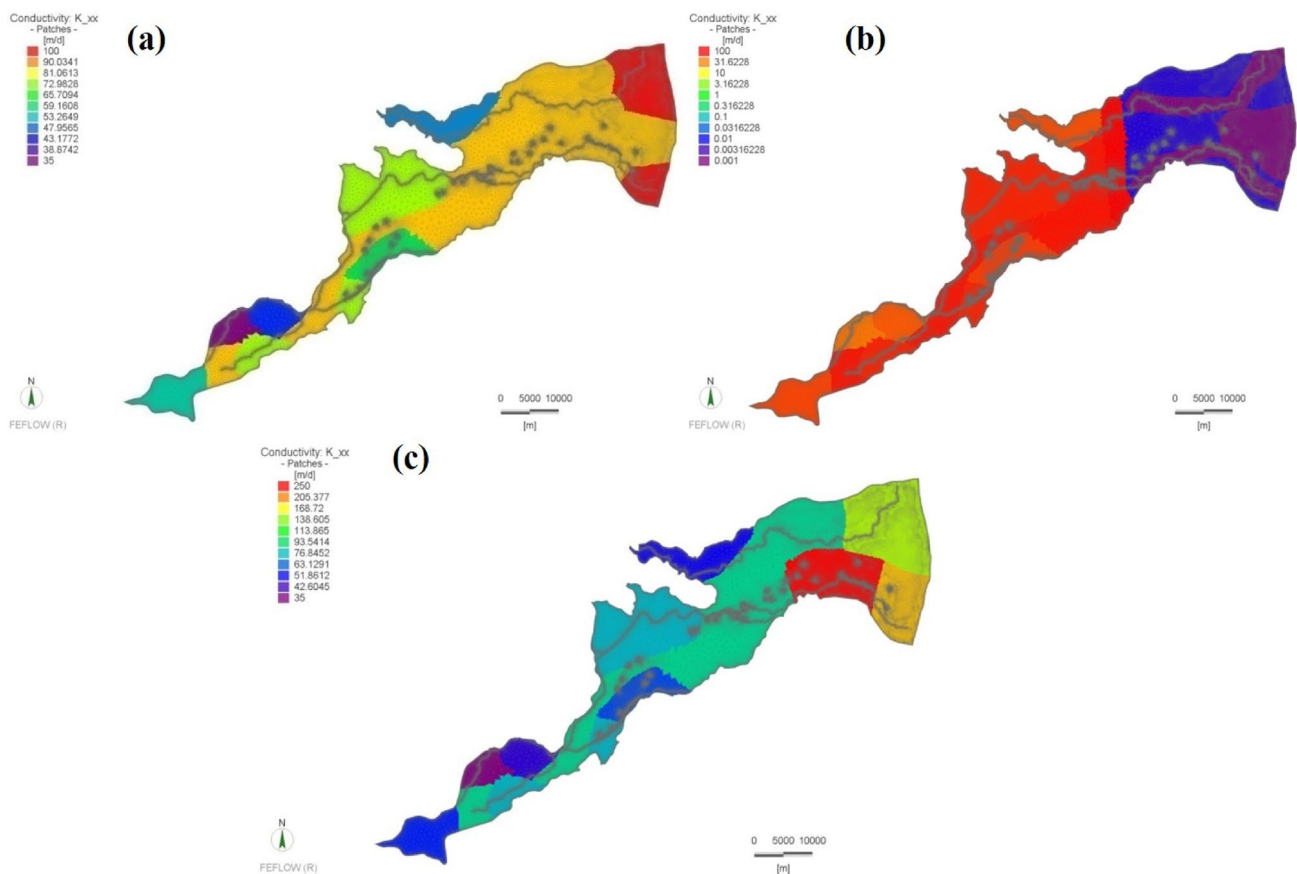 Conductivity: K_xx
- Patches -
[m/d]
100
90.0341
81.0613
72.9828
65.7094
59.1608
53.2649
47.9565
43.1772
38.8742
35
(a)
N
FEFLOW (R)
0 5000 10000
[m]
Conductivity: K_xx
- Patches -
[m/d]
100
31.6228
10
3.16228
1
0.316228
0.1
0.0316228
0.01
0.00316228
0.001
(b)
N
FEFLOW (R)
0 5000 10000
[m]
Conductivity: K_xx
- Patches -
[m/d]
250
205.377
168.72
138.605
113.865
93.5414
76.8452
63.1291
51.8612
42.6045
35
(c)
N
FEFLOW (R)
0 5000 10000
[m]